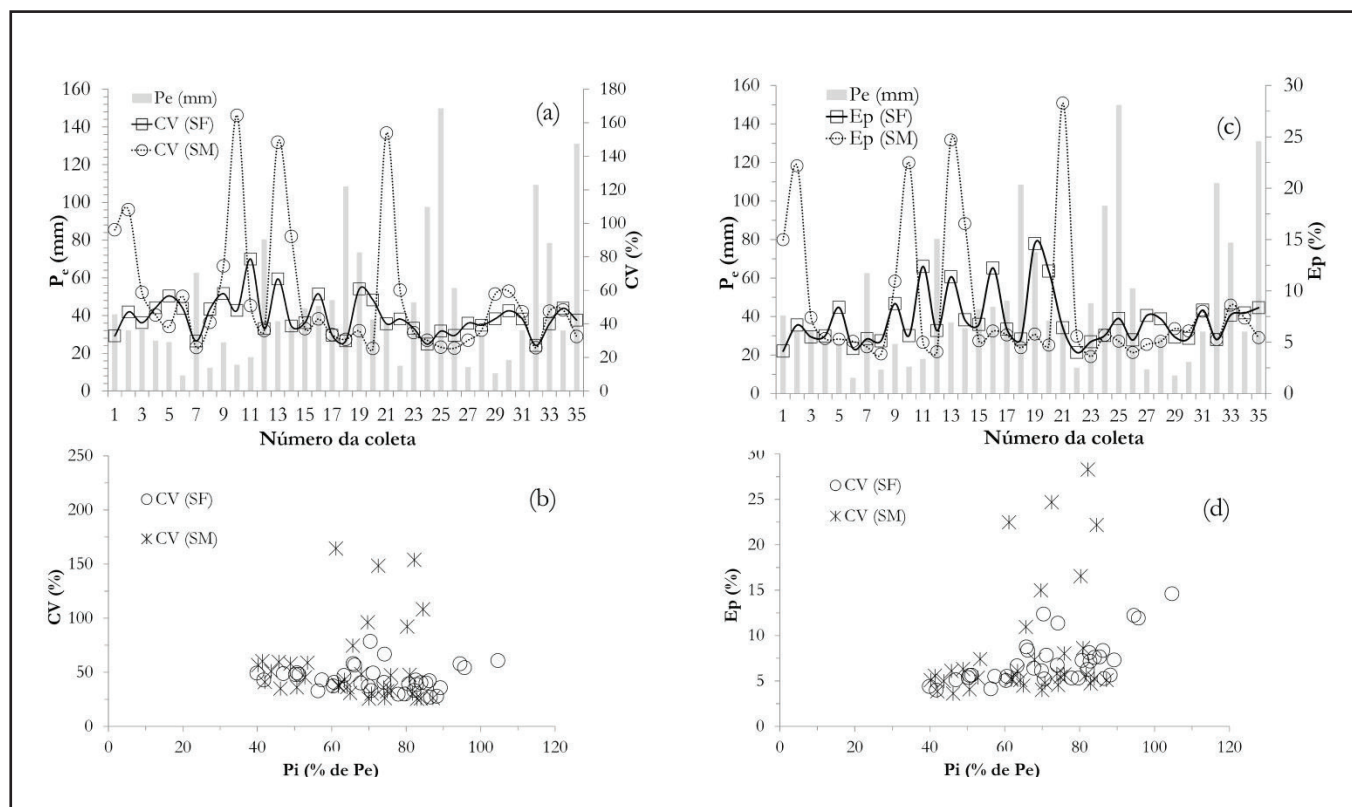 160
140
120
100
80
60
40
20
0
P_e (mm)
Pe (mm)
CV (SF)
CV (SM)
(a)
180
160
140
120
100
80
60
40
20
0
CV (%)
1 3 5 7 9 11 13 15 17 19 21 23 25 27 29 31 33 35
Número da coleta
160
140
120
100
80
60
40
20
0
P_e (mm)
Pe (mm)
Ep (SF)
Ep (SM)
(c)
30
25
20
15
10
5
0
Ep (%)
1 3 5 7 9 11 13 15 17 19 21 23 25 27 29 31 33 35
Número da coleta
250
200
150
100
50
0
CV (%)
CV (SF)
CV (SM)
(b)
0 20 40 60 80 100 120
Pi (% de Pe)
30
25
20
15
10
5
0
Ep (%)
CV (SF)
CV (SM)
(d)
0 20 40 60 80 100 120
Pi (% de Pe)